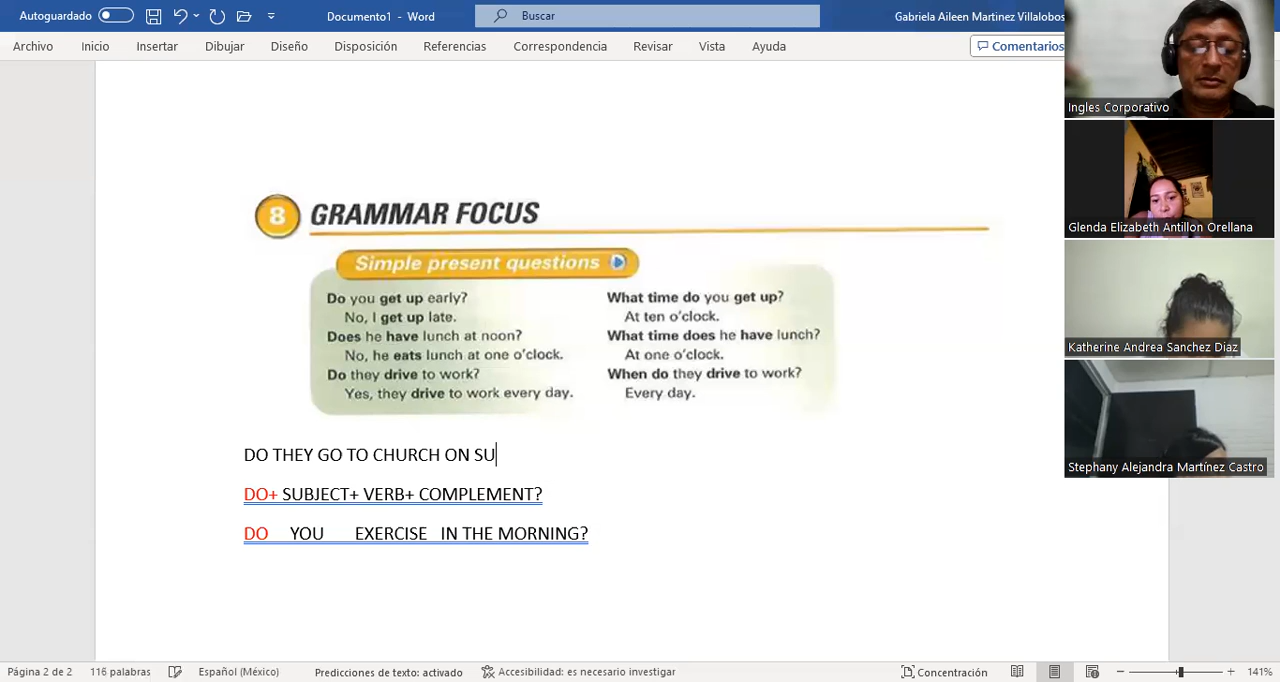 Autoguardado
Documento1 - Word
Buscar
Gabriela Aileen Martinez Villalobos
Archivo Inicio Insertar Dibujar Diseño Disposición Referencias Correspondencia Revisar Vista Ayuda
Comentarios
Ingles Corporativo
Glenda Elizabeth Antillon Orellana
Katherine Andrea Sanchez Diaz
Stephany Alejandra Martínez Castro
8 GRAMMAR FOCUS
Simple present questions
Do you get up early?
No, I get up late.
Does he have lunch at noon?
No, he eats lunch at one o'clock.
Do they drive to work?
Yes, they drive to work every day.
What time do you get up?
At ten o'clock.
What time does he have lunch?
At one o'clock.
When do they drive to work?
Every day.
DO THEY GO TO CHURCH ON SU
DO+ SUBJECT+ VERB+ COMPLEMENT?
DO YOU EXERCISE IN THE MORNING?
Página 2 de 2 116 palabras Español (México) Predicciones de texto: activado Accesibilidad: es necesario investigar Concentración 141%